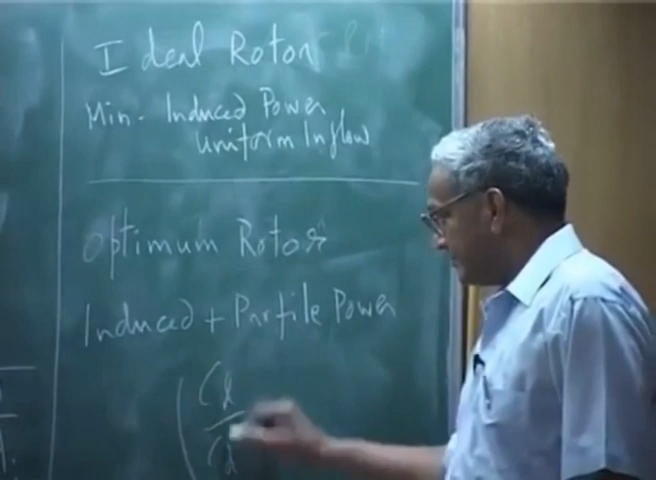 Ideal Rotor
Min - Induced Power
uniform Inflow
Optimum Rotor
Induced + Profile Power
( Cl
Cd